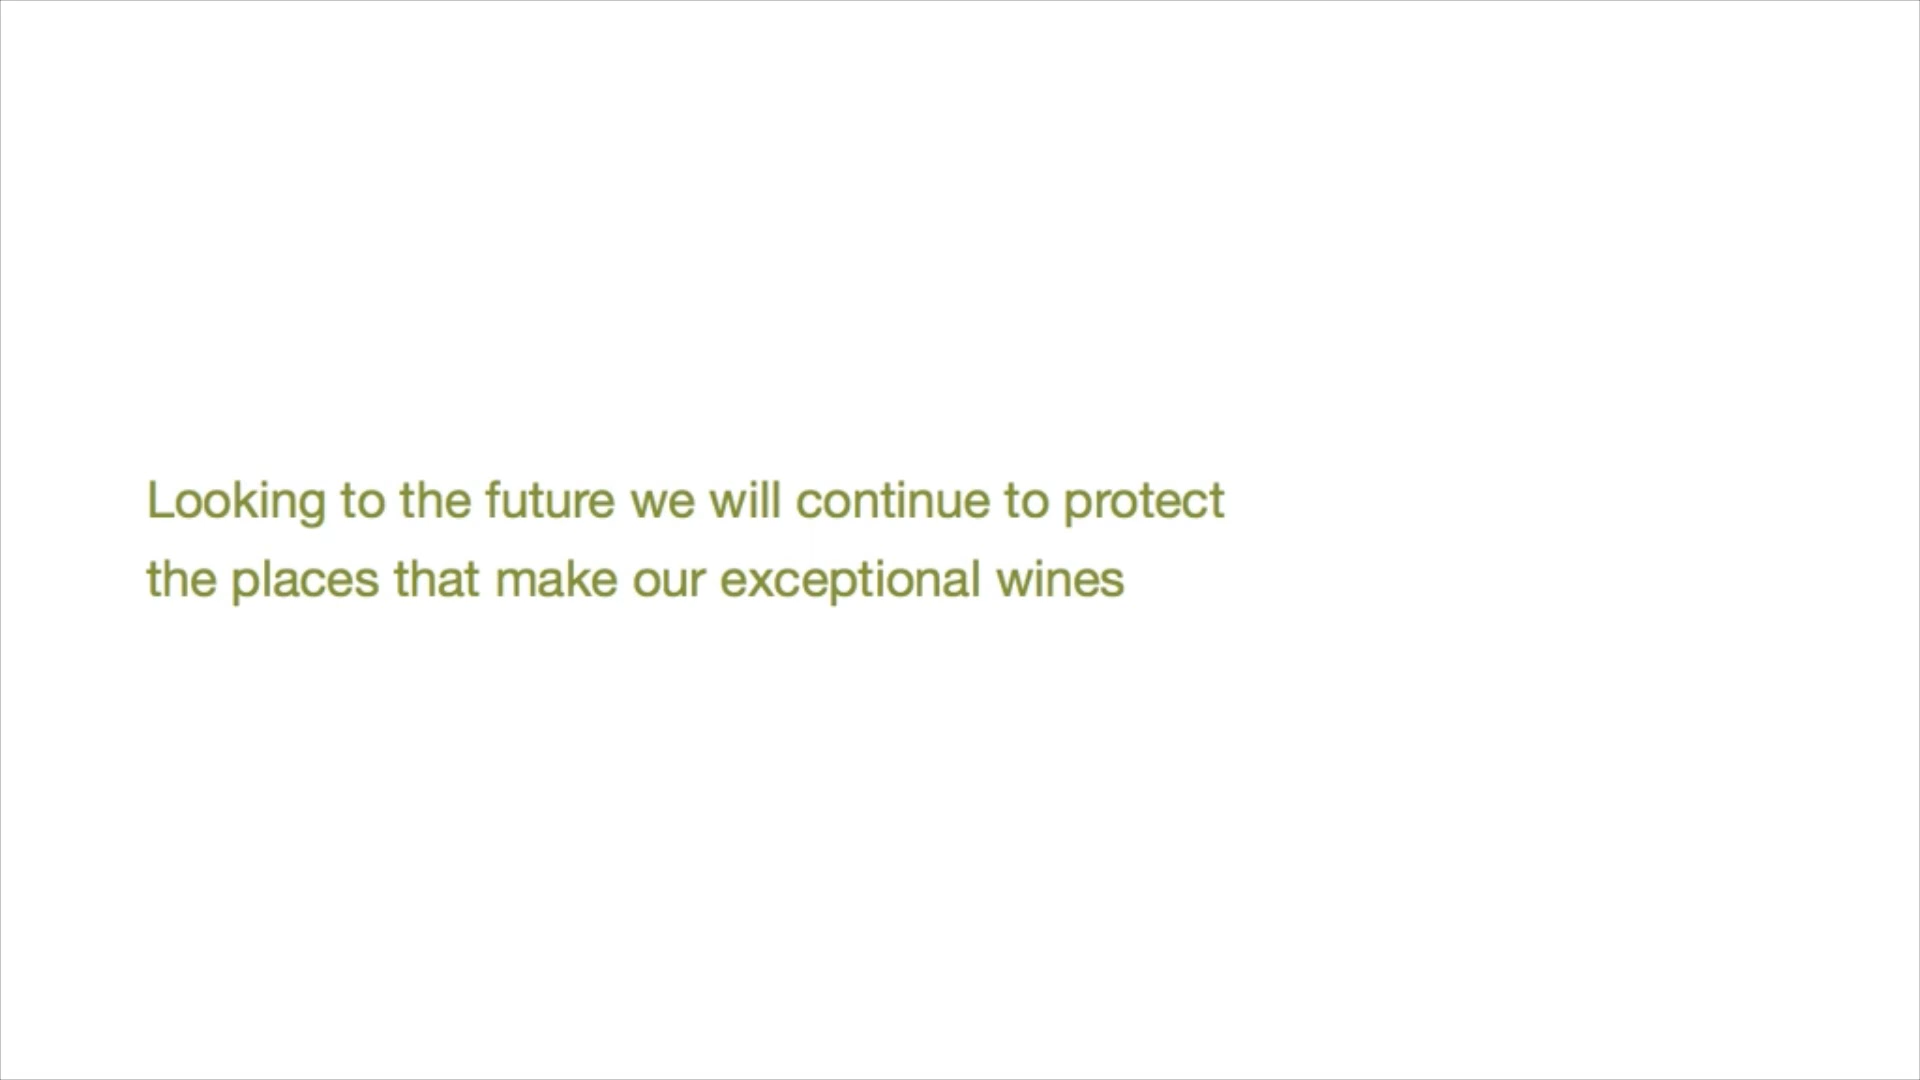 Looking to the future we will continue to protect
the places that make our exceptional wines